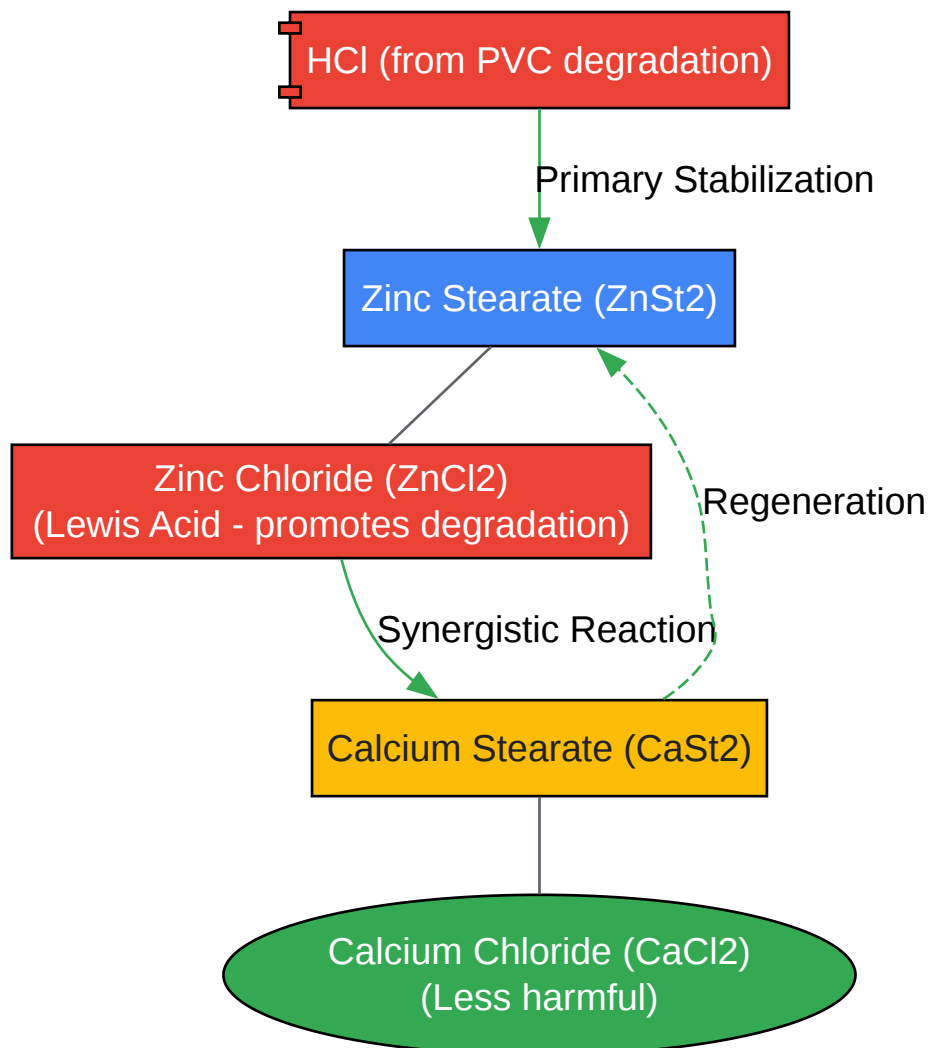 HCl (from PVC degradation)
Primary Stabilization
Zinc Stearate (ZnSt2)
Zinc Chloride (ZnCl2)
(Lewis Acid - promotes degradation)
Regeneration
Synergistic Reaction
Calcium Stearate (CaSt2)
Calcium Chloride (CaCl2)
(Less harmful)